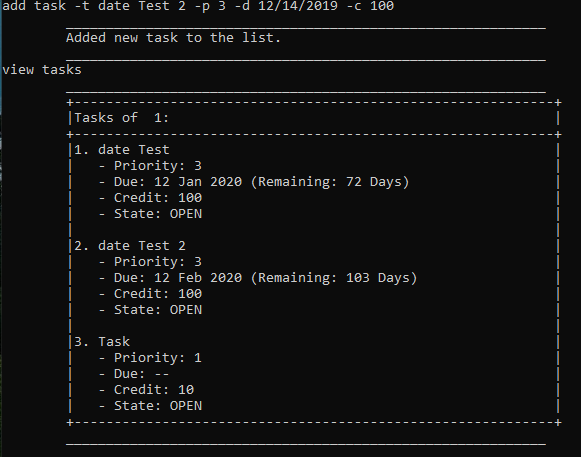 add task -t date Test 2 -p 3 -d 12/14/2019 -c 100
____________________________________________________________
Added new task to the list.
____________________________________________________________
view tasks
____________________________________________________________
+-----------------------------------------------------------+
|Tasks of  1:                                               |
+-----------------------------------------------------------+
|1. date Test                                               |
|   - Priority: 3                                           |
|   - Due: 12 Jan 2020 (Remaining: 72 Days)                 |
|   - Credit: 100                                           |
|   - State: OPEN                                           |
|                                                           |
|2. date Test 2                                             |
|   - Priority: 3                                           |
|   - Due: 12 Feb 2020 (Remaining: 103 Days)                |
|   - Credit: 100                                           |
|   - State: OPEN                                           |
|                                                           |
|3. Task                                                    |
|   - Priority: 1                                           |
|   - Due: --                                               |
|   - Credit: 10                                            |
|   - State: OPEN                                           |
+-----------------------------------------------------------+
____________________________________________________________